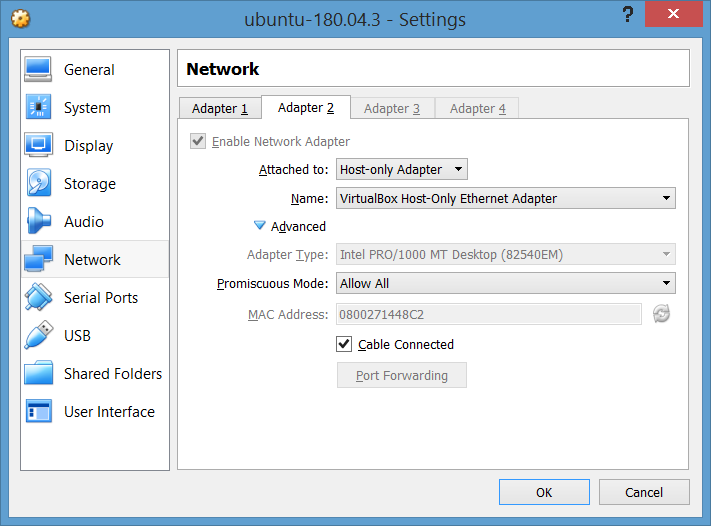 ubuntu-180.04.3 - Settings
?
General
System
Display
Storage
Audio
Network
Serial Ports
USB
Shared Folders
User Interface
Network
Adapter 1 Adapter 2 Adapter 3 Adapter 4
Enable Network Adapter
Attached to: Host-only Adapter
Name: VirtualBox Host-Only Ethernet Adapter
Advanced
Adapter Type: Intel PRO/1000 MT Desktop (82540EM)
Promiscuous Mode: Allow All
MAC Address: 0800271448C2
Cable Connected
Port Forwarding
OK Cancel